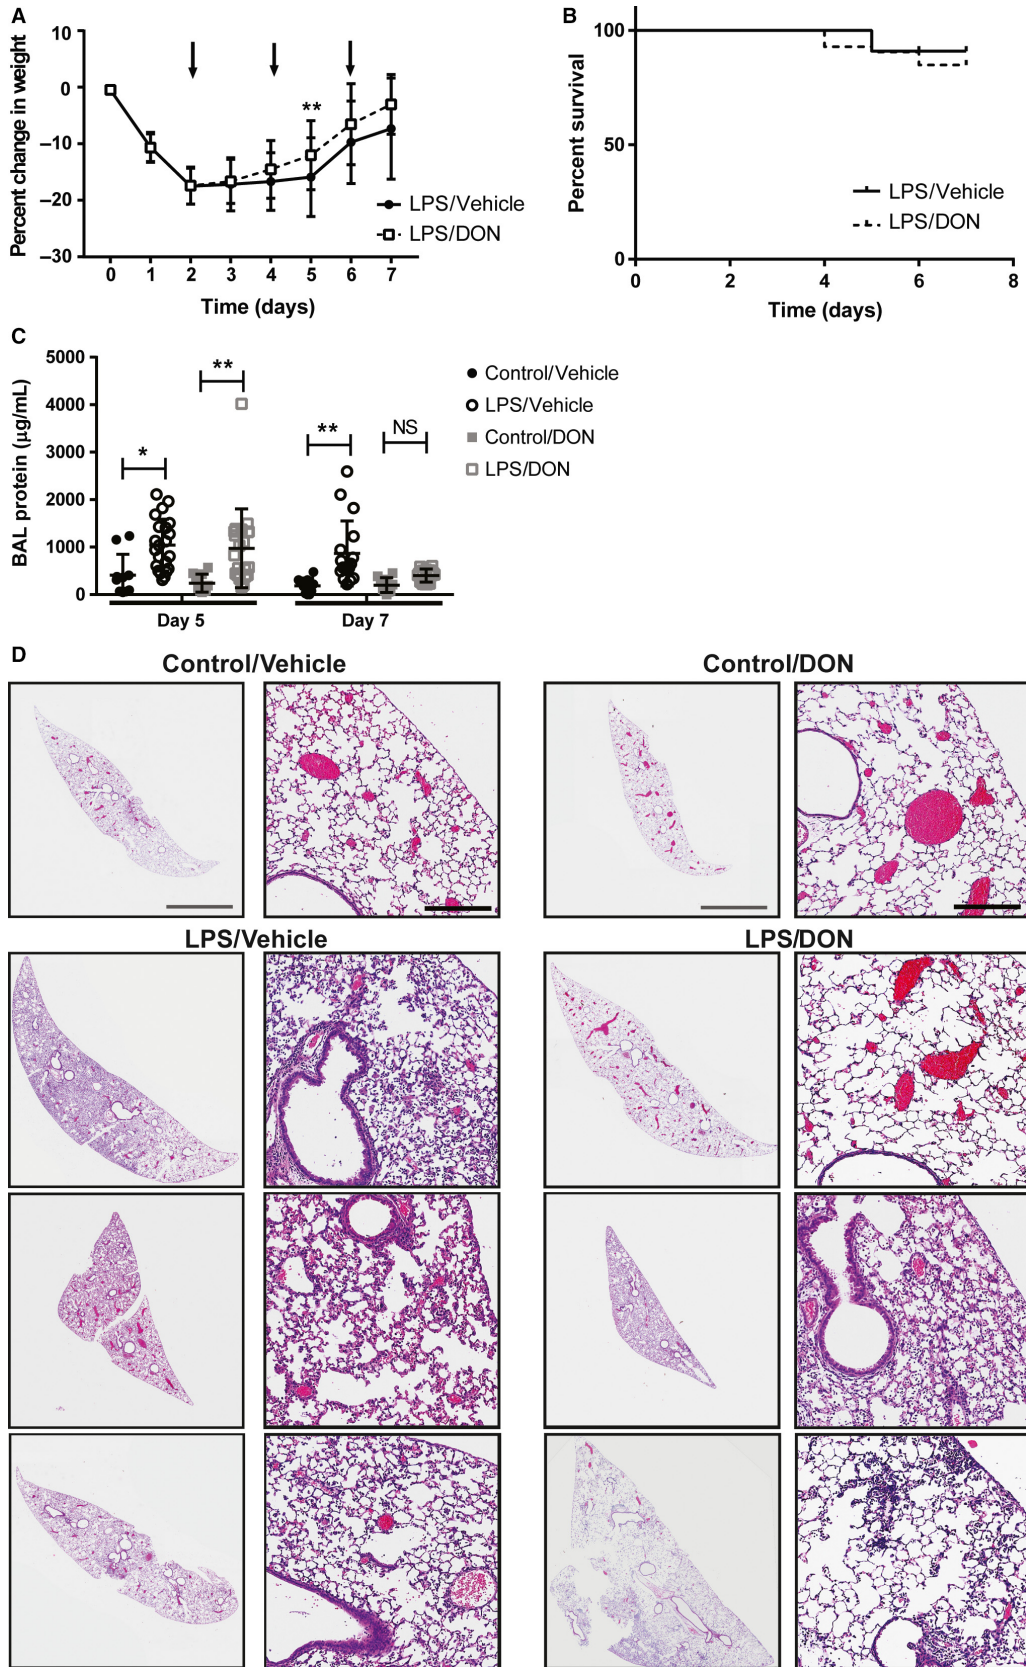 A
Percent change in weight
10
0
–10
–20
–30
**
LPS/Vehicle
LPS/DON
0 1 2 3 4 5 6 7
Time (days)
B
Percent survival
100
50
0
LPS/Vehicle
LPS/DON
0 2 4 6 8
Time (days)
C
BAL protein (µg/mL)
5000
4000
3000
2000
1000
0
*
**
**
NS
Control/Vehicle
LPS/Vehicle
Control/DON
LPS/DON
Day 5 Day 7
D
Control/Vehicle Control/DON
LPS/Vehicle LPS/DON